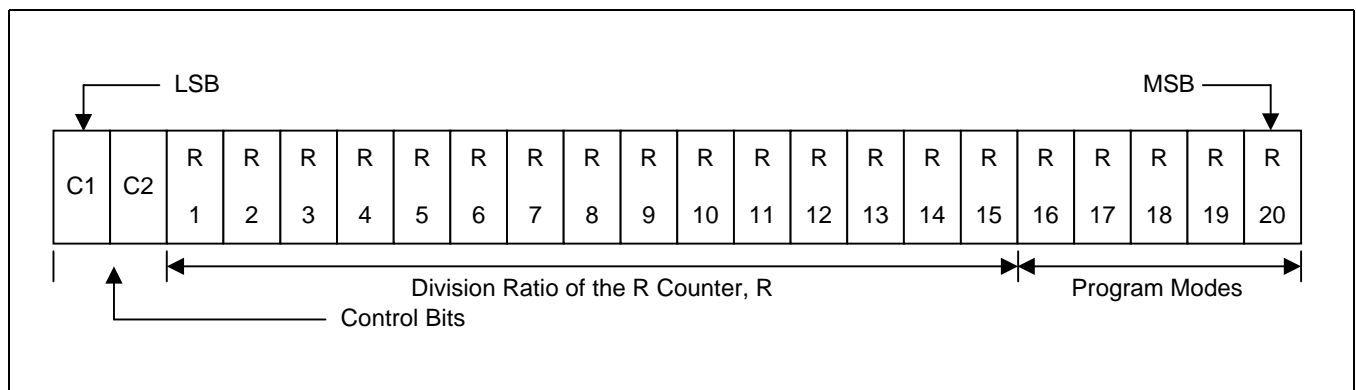 LSB MSB
C1 C2 R R R R R R R R R R R R R R R R R R R R
1 2 3 4 5 6 7 8 9 10 11 12 13 14 15 16 17 18 19 20
Division Ratio of the R Counter, R Program Modes
Control Bits